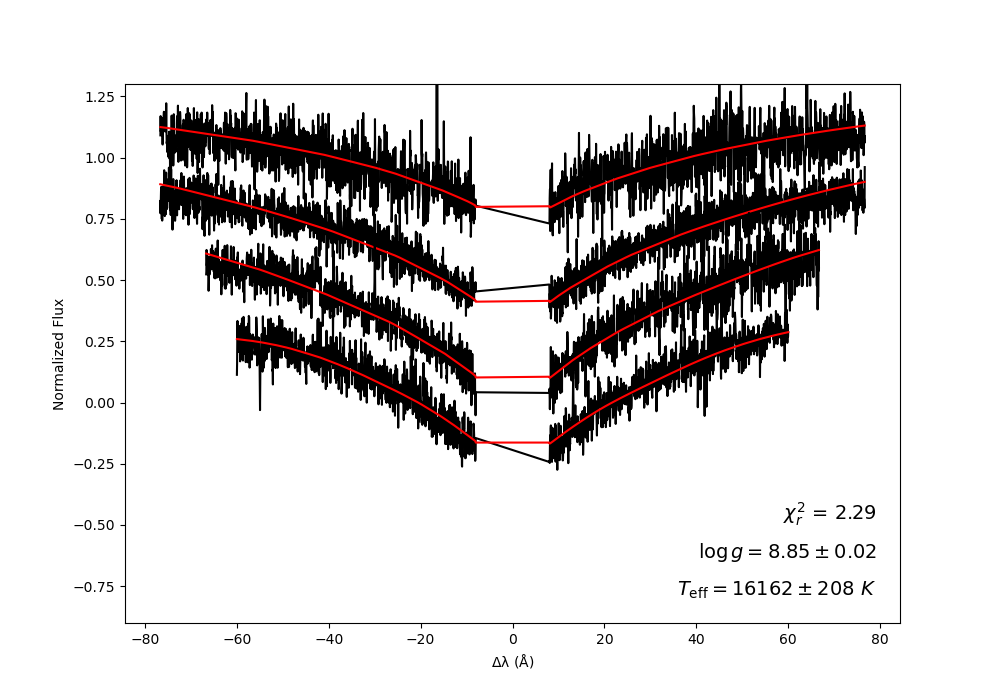 1.25
1.00
0.75
0.50
0.25
0.00
−0.25
−0.50
−0.75
Normalized Flux
χ²ᵣ = 2.29
log g = 8.85 ± 0.02
T_eff = 16162 ± 208 K
−80 −60 −40 −20 0 20 40 60 80
Δλ (Å)